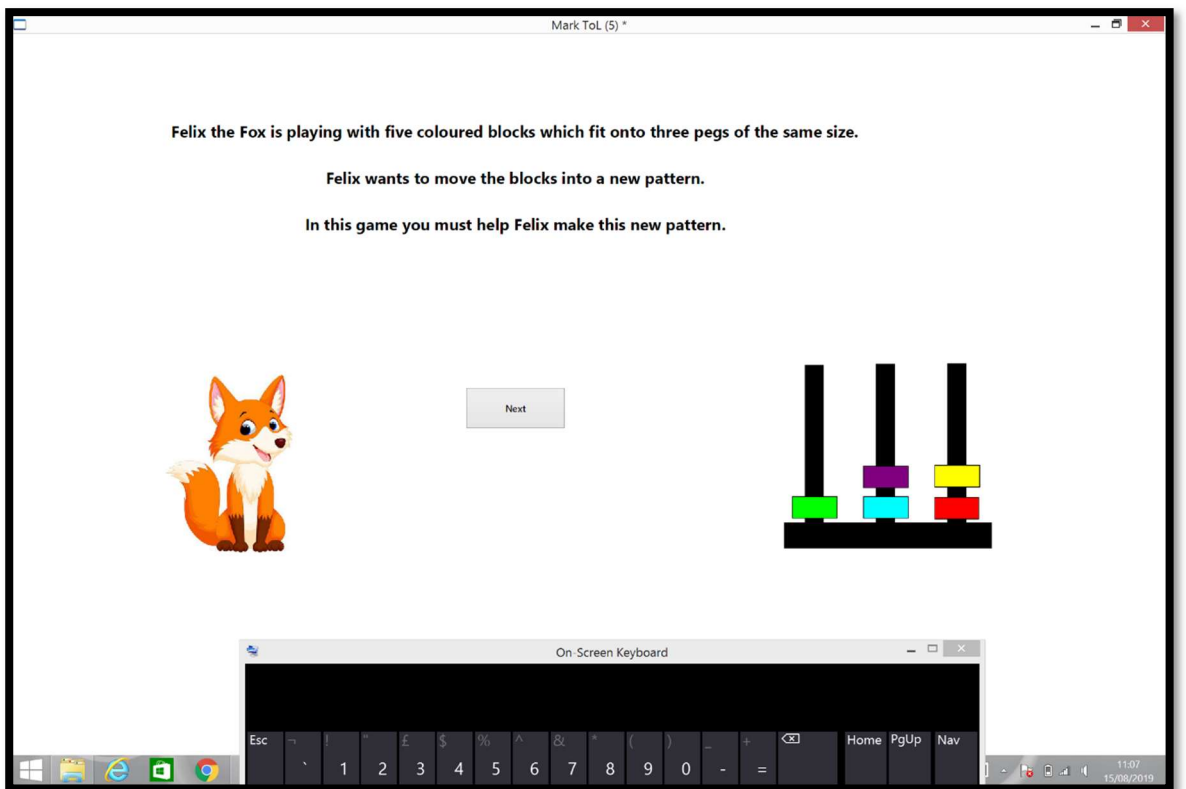 Mark ToL (5) *
Felix the Fox is playing with five coloured blocks which fit onto three pegs of the same size.
Felix wants to move the blocks into a new pattern.
In this game you must help Felix make this new pattern.
Next
On-Screen Keyboard
Esc ¬ ! " £ $ % ^ & * ( ) _ + Home PgUp Nav
` 1 2 3 4 5 6 7 8 9 0 - =
11:07
15/08/2019